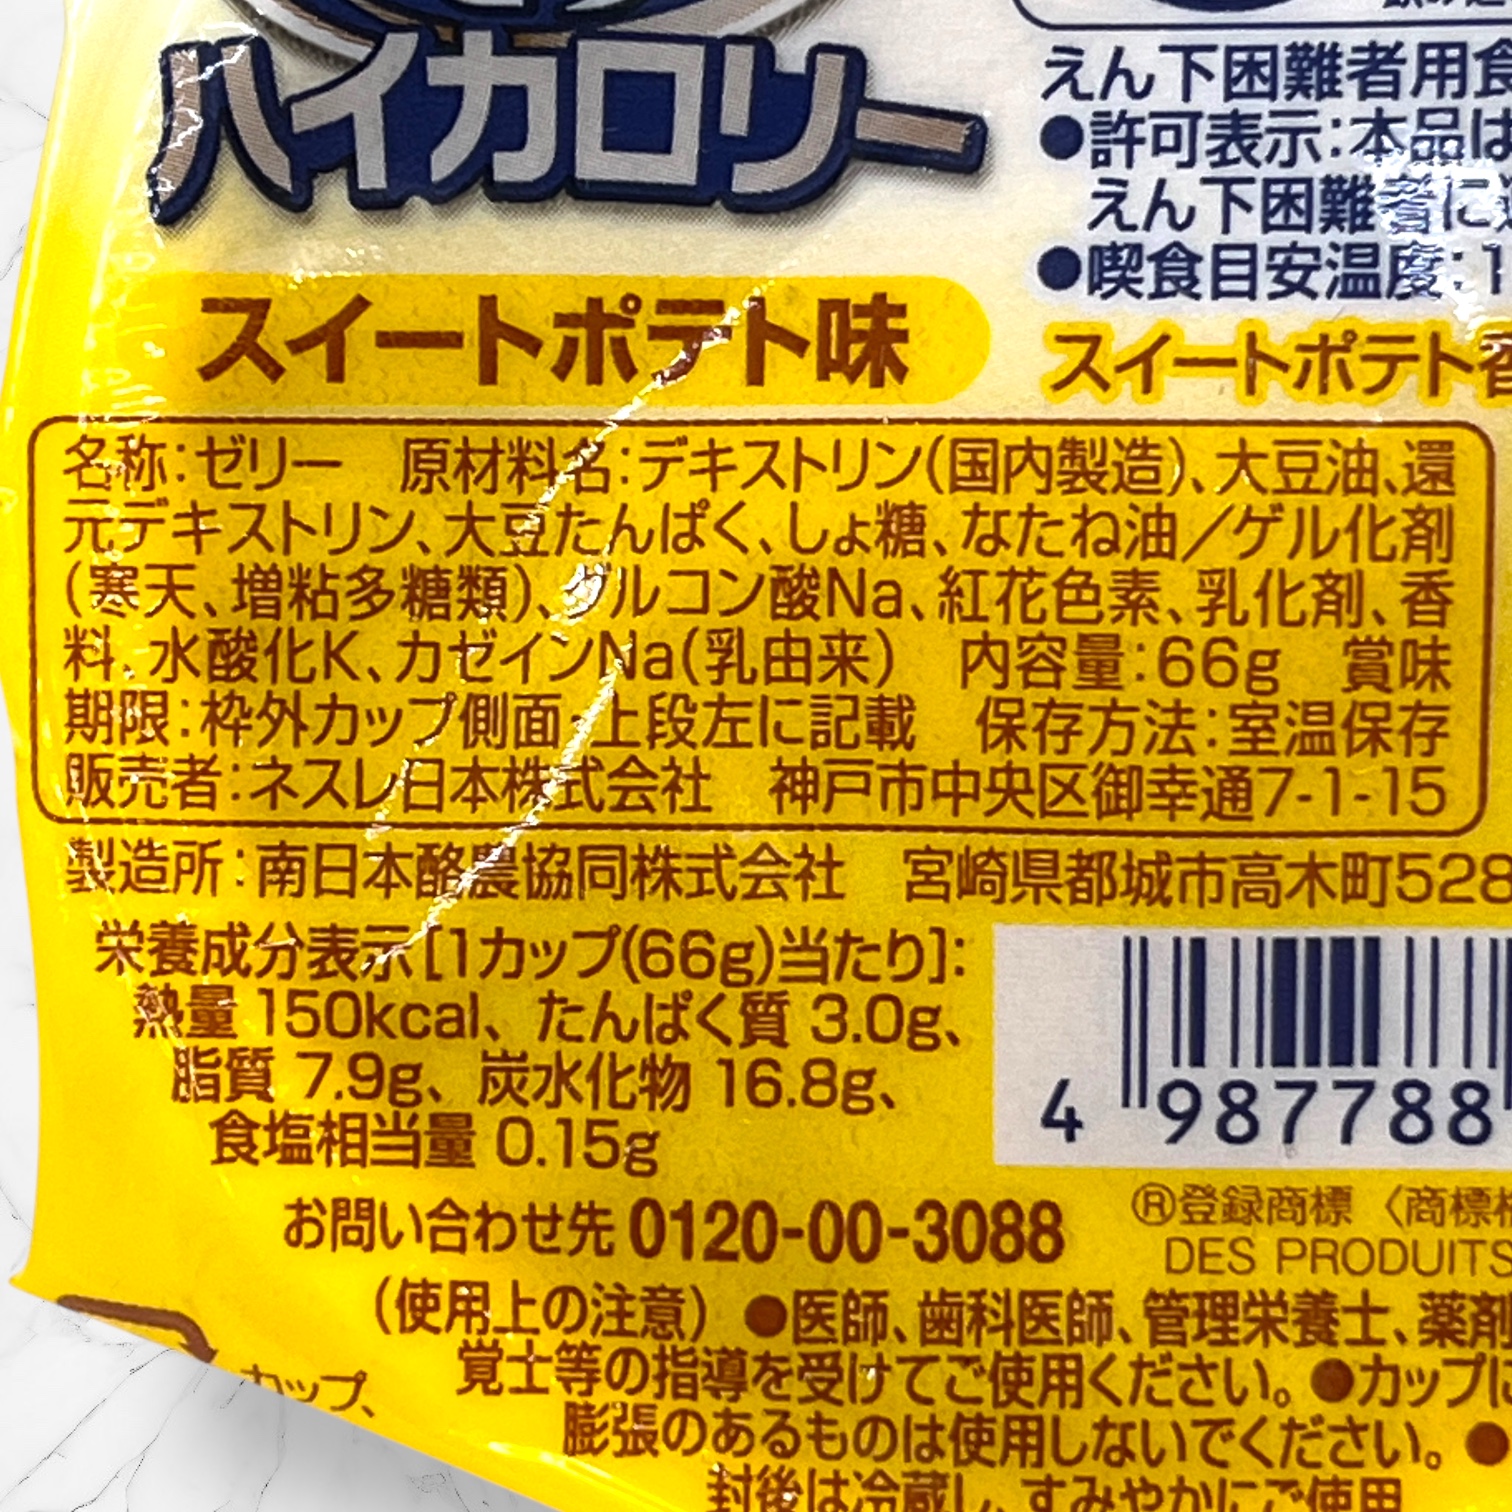 ハイカロリー
えん下困難者用食
●許可表示:本品は
えん下困難者に
●喫食目安温度:1
スイートポテト味
スイートポテト
名称:ゼリー 原材料名:デキストリン(国内製造)、大豆油、還
元デキストリン、大豆たんぱく、しょ糖、なたね油/ゲル化剤
(寒天、増粘多糖類)、グルコン酸Na、紅花色素、乳化剤、香
料、水酸化K、カゼインNa(乳由来) 内容量:66g 賞味
期限:枠外カップ側面・上段左に記載 保存方法:室温保存
販売者:ネスレ日本株式会社 神戸市中央区御幸通7-1-15
製造所:南日本酪農協同株式会社 宮崎県都城市高木町528
栄養成分表示[1カップ(66g)当たり]:
熱量 150kcal、たんぱく質 3.0g、
脂質 7.9g、炭水化物 16.8g、
食塩相当量 0.15g
4 987788
お問い合わせ先 0120-00-3088
®登録商標 〈商標
DES PRODUITS
(使用上の注意) ●医師、歯科医師、管理栄養士、薬剤
覚士等の指導を受けてご使用ください。●カップに
膨張のあるものは使用しないでください。●
封後は冷蔵し、すみやかにご使用
カップ、